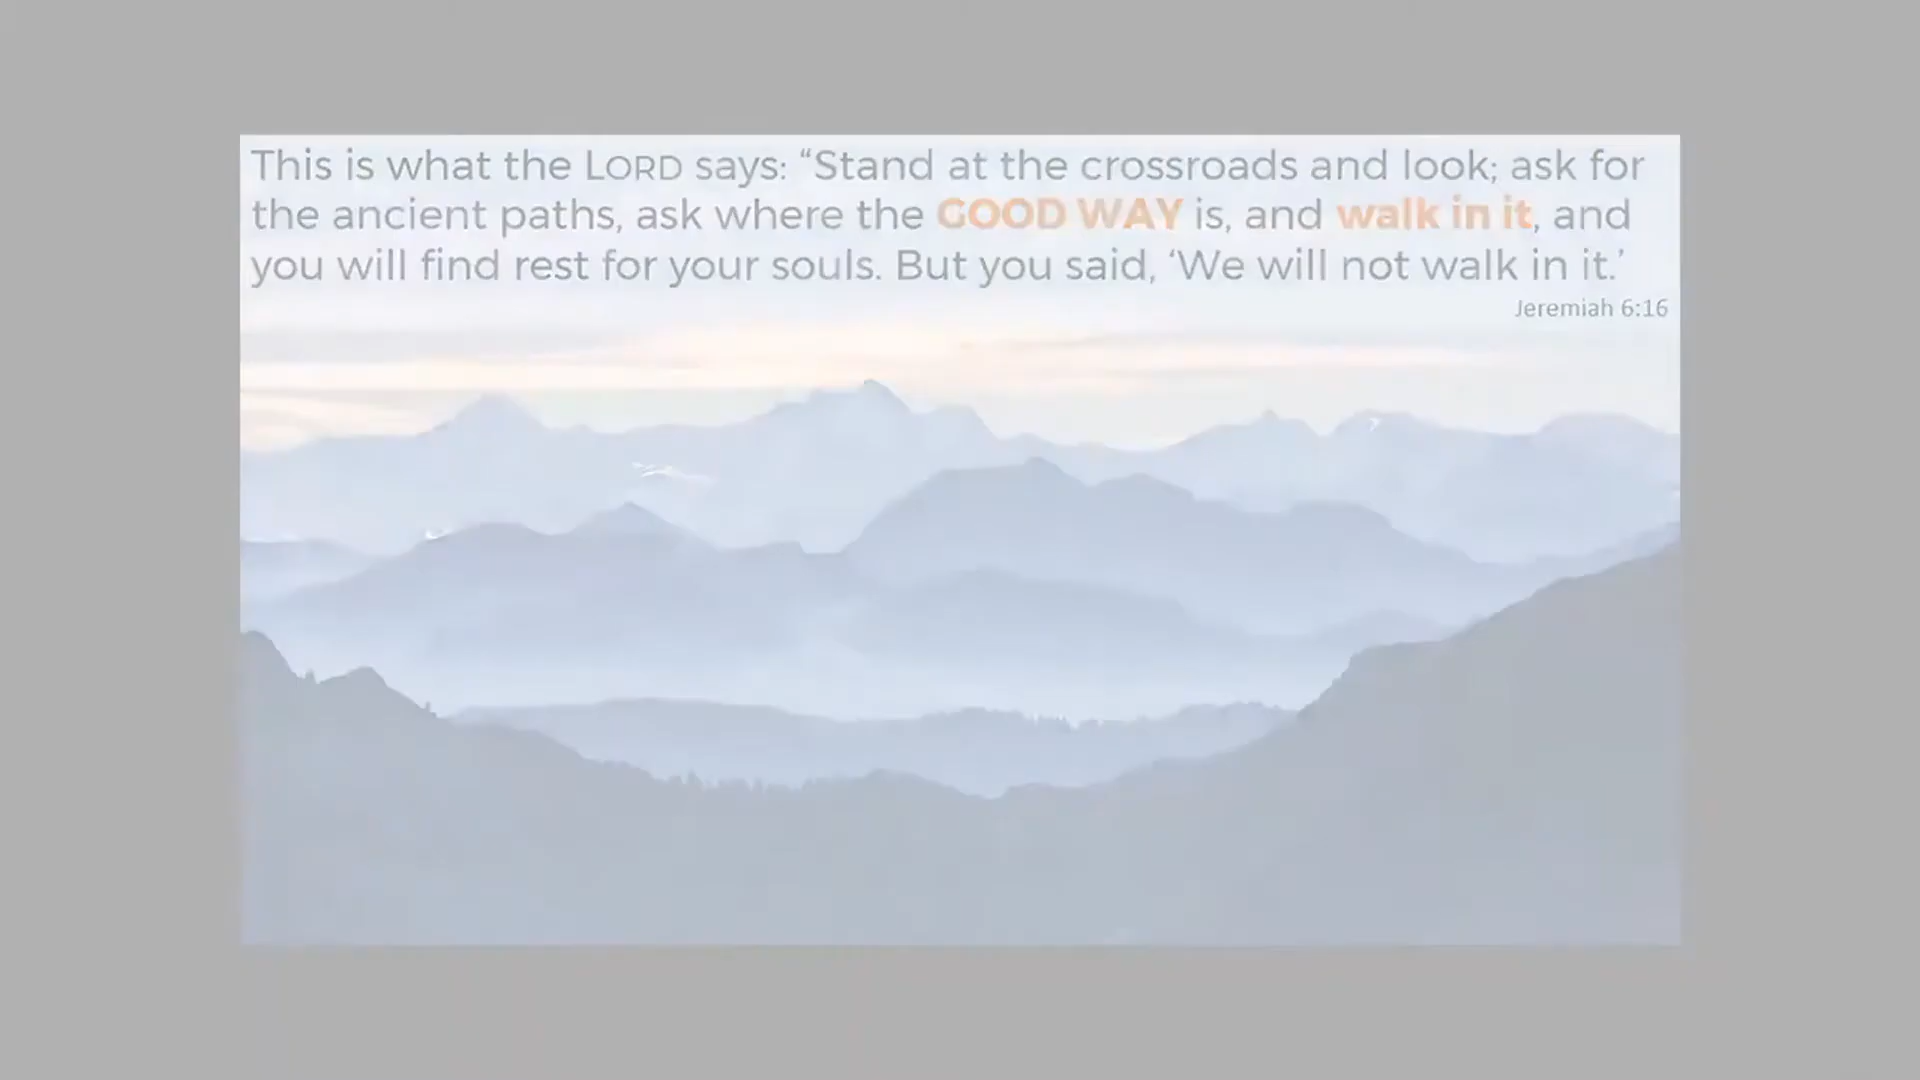 This is what the LORD says: “Stand at the crossroads and look; ask for
the ancient paths, ask where the GOOD WAY is, and walk in it, and
you will find rest for your souls. But you said, ‘We will not walk in it.’
Jeremiah 6:16